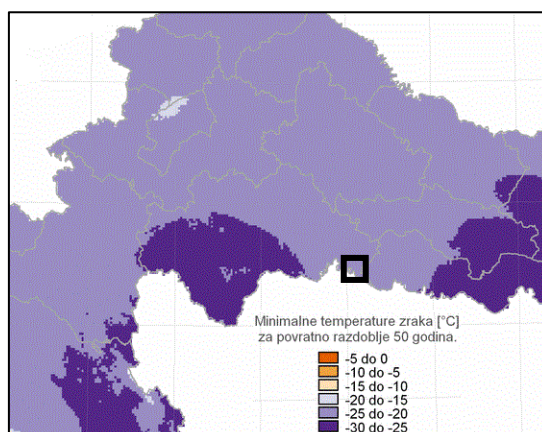 Minimalne temperature zraka [°C]
za povratno razdoblje 50 godina.
-5 do 0
-10 do -5
-15 do -10
-20 do -15
-25 do -20
-30 do -25